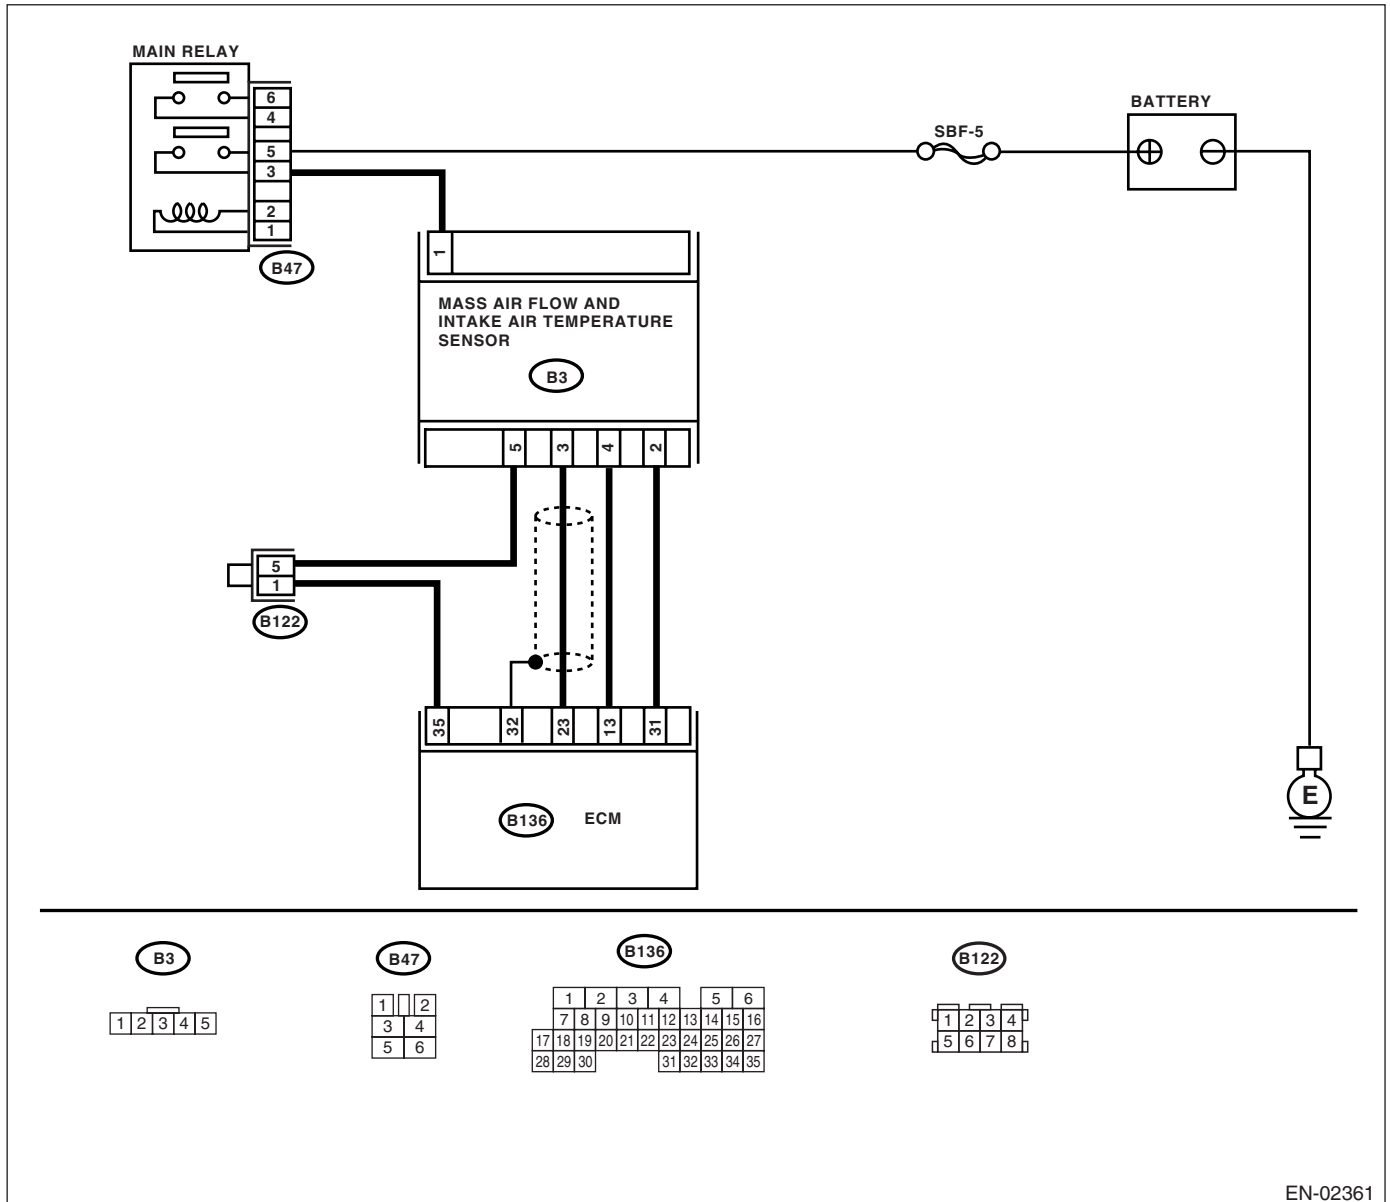 MAIN RELAY
6
4
5
3
2
1
B47
SBF-5
BATTERY
1
MASS AIR FLOW AND
INTAKE AIR TEMPERATURE
SENSOR
B3
5 3 4 2
5
1
B122
35 32 23 13 31
B136 ECM
E
B3
1 2 3 4 5
B47
1 2
3 4
5 6
B136
1 2 3 4 5 6
7 8 9 10 11 12 13 14 15 16
17 18 19 20 21 22 23 24 25 26 27
28 29 30 31 32 33 34 35
B122
1 2 3 4
5 6 7 8
EN-02361